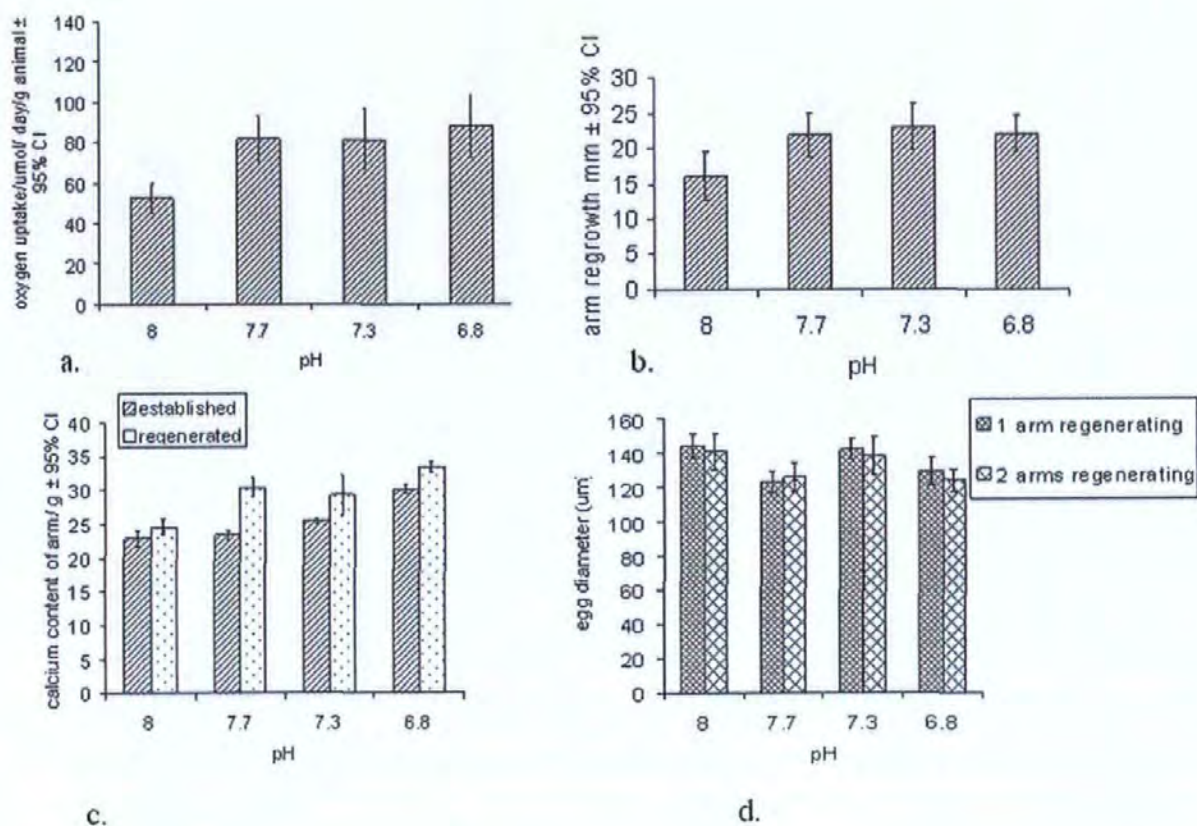 oxygen uptake/umol/ day/g animal ±
95% CI
140
120
100
80
60
40
20
0
8
7.7
7.3
6.8
pH
a.
arm regrowth mm ± 95% CI
30
25
20
15
10
5
0
8
7.7
7.3
6.8
pH
b.
established
regenerated
calcium content of arm/ g ± 95% CI
40
35
30
25
20
15
10
5
0
8
7.7
7.3
6.8
pH
c.
1 arm regenerating
2 arms regenerating
egg diameter (um)
160
140
120
100
80
60
40
20
0
8
7.7
7.3
6.8
pH
d.